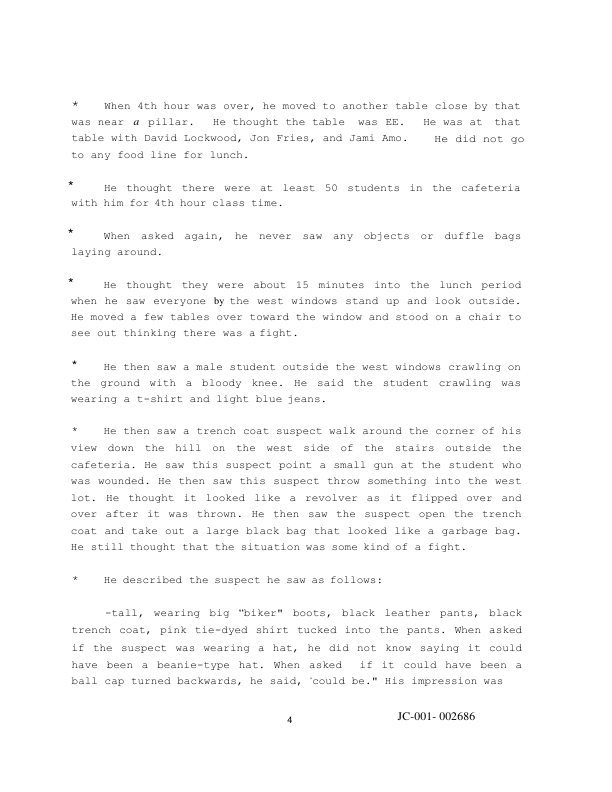 * When 4th hour was over, he moved to another table close by that
was near a pillar. He thought the table was EE. He was at that
table with David Lockwood, Jon Fries, and Jami Amo. He did not go
to any food line for lunch.
* He thought there were at least 50 students in the cafeteria
with him for 4th hour class time.
* When asked again, he never saw any objects or duffle bags
laying around.
* He thought they were about 15 minutes into the lunch period
when he saw everyone by the west windows stand up and look outside.
He moved a few tables over toward the window and stood on a chair to
see out thinking there was a fight.
* He then saw a male student outside the west windows crawling on
the ground with a bloody knee. He said the student crawling was
wearing a t-shirt and light blue jeans.
* He then saw a trench coat suspect walk around the corner of his
view down the hill on the west side of the stairs outside the
cafeteria. He saw this suspect point a small gun at the student who
was wounded. He then saw this suspect throw something into the west
lot. He thought it looked like a revolver as it flipped over and
over after it was thrown. He then saw the suspect open the trench
coat and take out a large black bag that looked like a garbage bag.
He still thought that the situation was some kind of a fight.
* He described the suspect he saw as follows:
-tall, wearing big "biker" boots, black leather pants, black
trench coat, pink tie-dyed shirt tucked into the pants. When asked
if the suspect was wearing a hat, he did not know saying it could
have been a beanie-type hat. When asked if it could have been a
ball cap turned backwards, he said, `could be." His impression was
4
JC-001- 002686